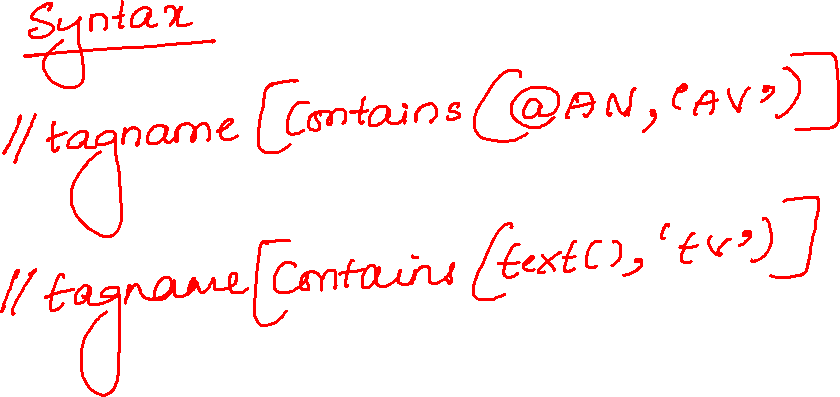 Syntax
// tagname [Contains (@AN, 'AV')]
// tagname [Contains (text(), 'tv')]